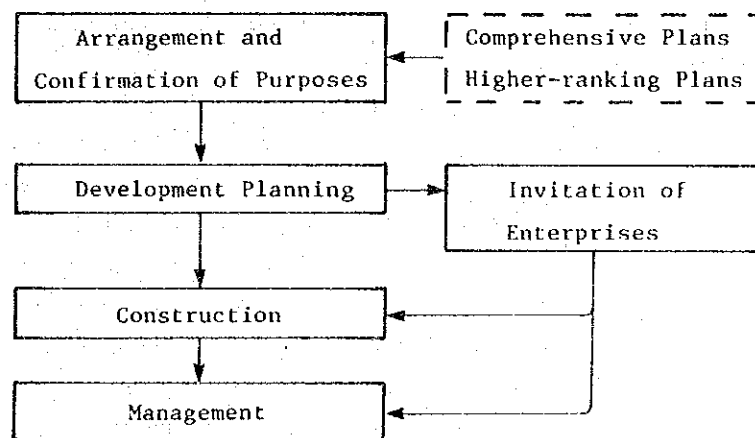 Arrangement and
Confirmation of Purposes
Comprehensive Plans
Higher-ranking Plans
Development Planning
Invitation of
Enterprises
Construction
Management